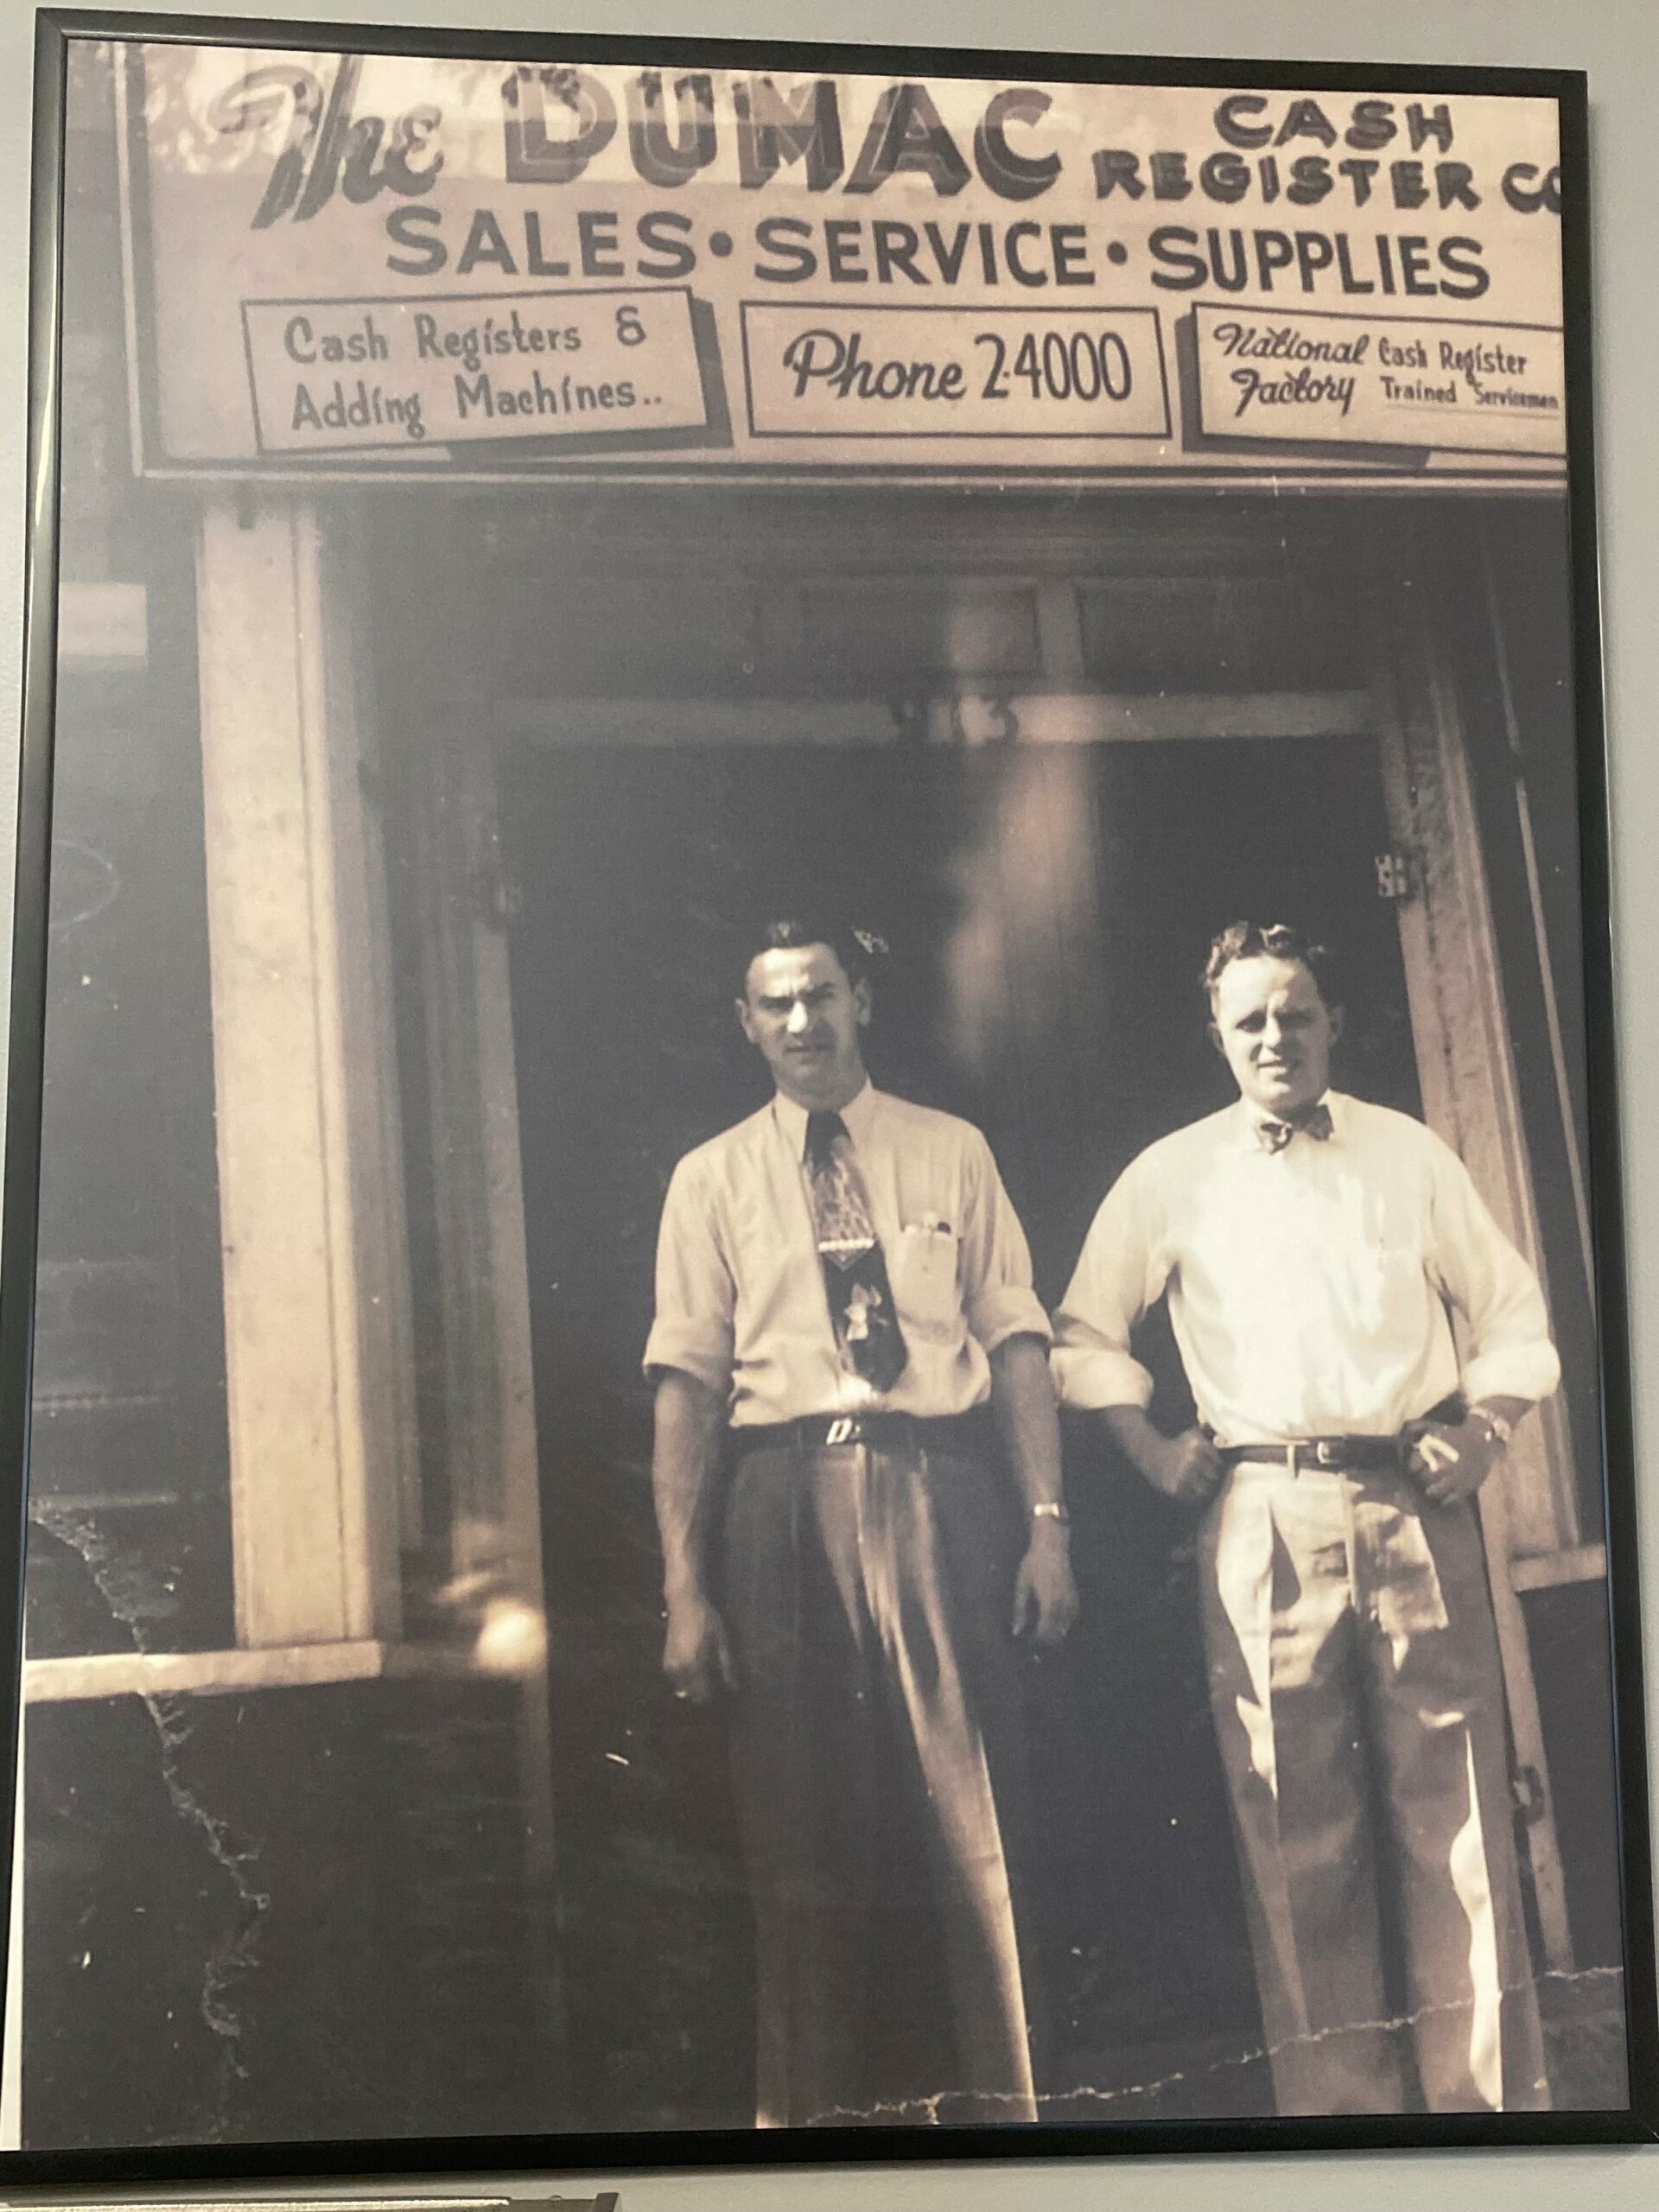 The DUMAC CASH
REGISTER CO
SALES • SERVICE • SUPPLIES
Cash Registers &
Adding Machines..
Phone 2-4000
National Cash Register
Factory Trained Servicemen